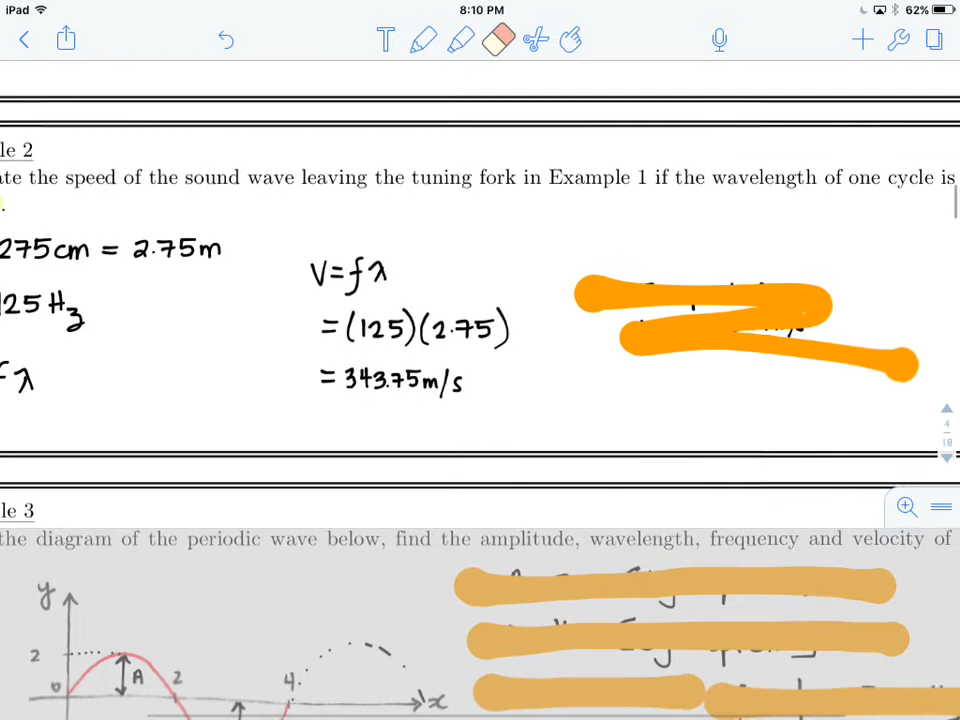 iPad 8:10 PM 62%
T
le 2
ate the speed of the sound wave leaving the tuning fork in Example 1 if the wavelength of one cycle is
.
275cm = 2.75m
125 Hz
f λ
V = f λ
= (125)(2.75)
= 343.75m/s
4
18
le 3
the diagram of the periodic wave below, find the amplitude, wavelength, frequency and velocity of
y
2
A
0
2
4
x